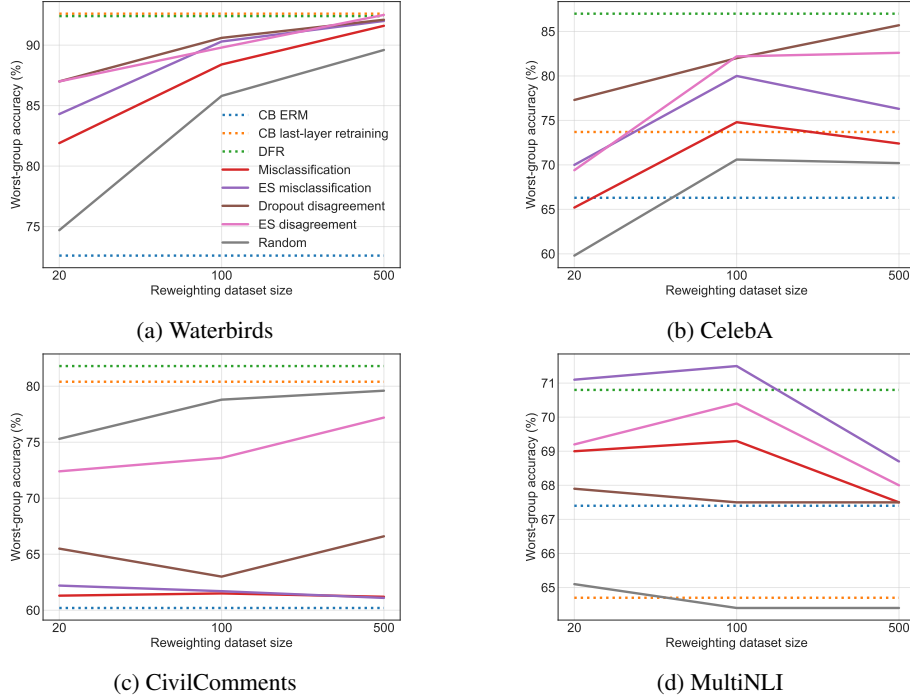 Worst-group accuracy (%)
90
85
80
75
CB ERM
CB last-layer retraining
DFR
Misclassification
ES misclassification
Dropout disagreement
ES disagreement
Random
20
100
500
Reweighting dataset size
(a) Waterbirds
Worst-group accuracy (%)
85
80
75
70
65
60
20
100
500
Reweighting dataset size
(b) CelebA
Worst-group accuracy (%)
80
75
70
65
60
20
100
500
Reweighting dataset size
(c) CivilComments
Worst-group accuracy (%)
71
70
69
68
67
66
65
20
100
500
Reweighting dataset size
(d) MultiNLI